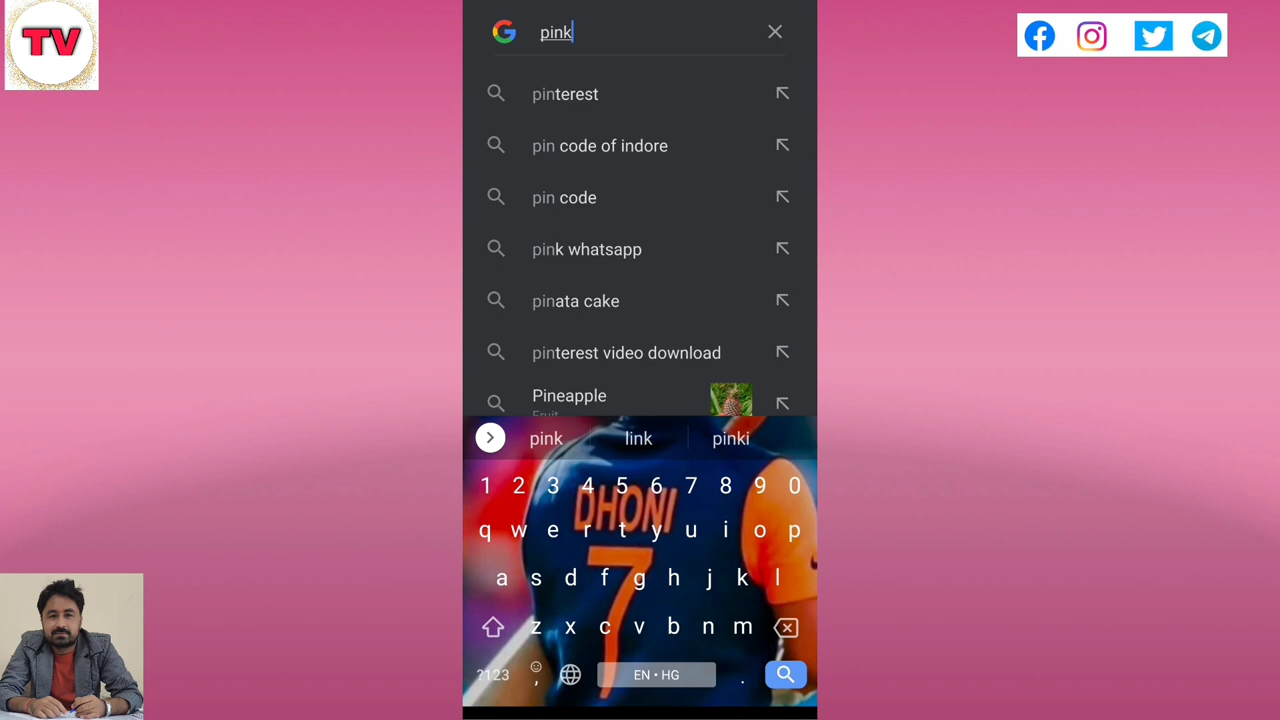 TV
pink
pinterest
pin code of indore
pin code
pink whatsapp
pinata cake
pinterest video download
Pineapple
Fruit
pink link pinki
1 2 3 4 5 6 7 8 9 0
DHONI
q w e r t y u i o p
7
a s d f g h j k l
z x c v b n m
?123 , EN • HG .